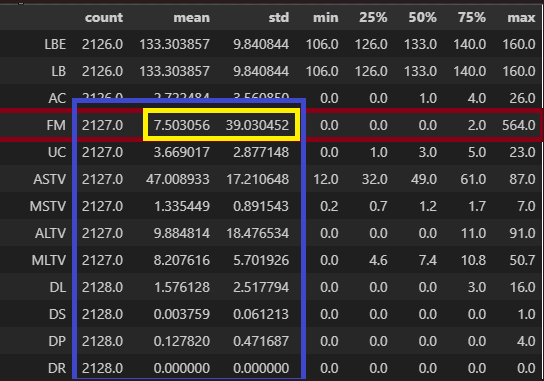 count mean std min 25% 50% 75% max
LBE 2126.0 133.303857 9.840844 106.0 126.0 133.0 140.0 160.0
LB 2126.0 133.303857 9.840844 106.0 126.0 133.0 140.0 160.0
AC 2126.0 2.722484 3.560850 0.0 0.0 1.0 4.0 26.0
FM 2127.0 7.503056 39.030452 0.0 0.0 0.0 2.0 564.0
UC 2127.0 3.669017 2.877148 0.0 1.0 3.0 5.0 23.0
ASTV 2127.0 47.008933 17.210648 12.0 32.0 49.0 61.0 87.0
MSTV 2127.0 1.335449 0.891543 0.2 0.7 1.2 1.7 7.0
ALTV 2127.0 9.884814 18.476534 0.0 0.0 0.0 11.0 91.0
MLTV 2127.0 8.207616 5.701926 0.0 4.6 7.4 10.8 50.7
DL 2128.0 1.576128 2.517794 0.0 0.0 0.0 3.0 16.0
DS 2128.0 0.003759 0.061213 0.0 0.0 0.0 0.0 1.0
DP 2128.0 0.127820 0.471687 0.0 0.0 0.0 0.0 4.0
DR 2128.0 0.000000 0.000000 0.0 0.0 0.0 0.0 0.0